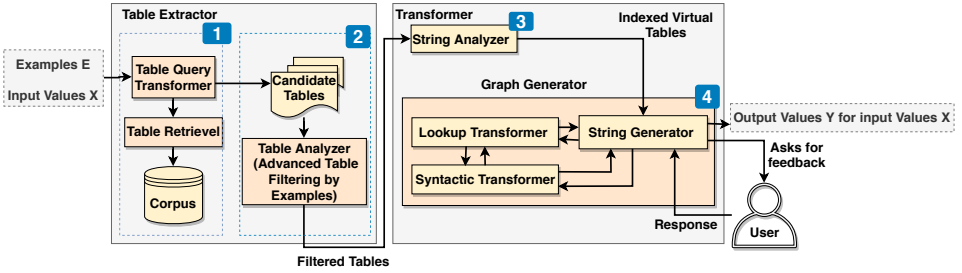 Table Extractor
1
2
Examples E
Input Values X
Table Query
Transformer
Table Retrievel
Corpus
Candidate
Tables
Table Analyzer
(Advanced Table
Filtering by
Examples)
Filtered Tables
Transformer
3
String Analyzer
Indexed Virtual
Tables
Graph Generator
4
Lookup Transformer
String Generator
Syntactic Transformer
Output Values Y for input Values X
Asks for
feedback
Response
User